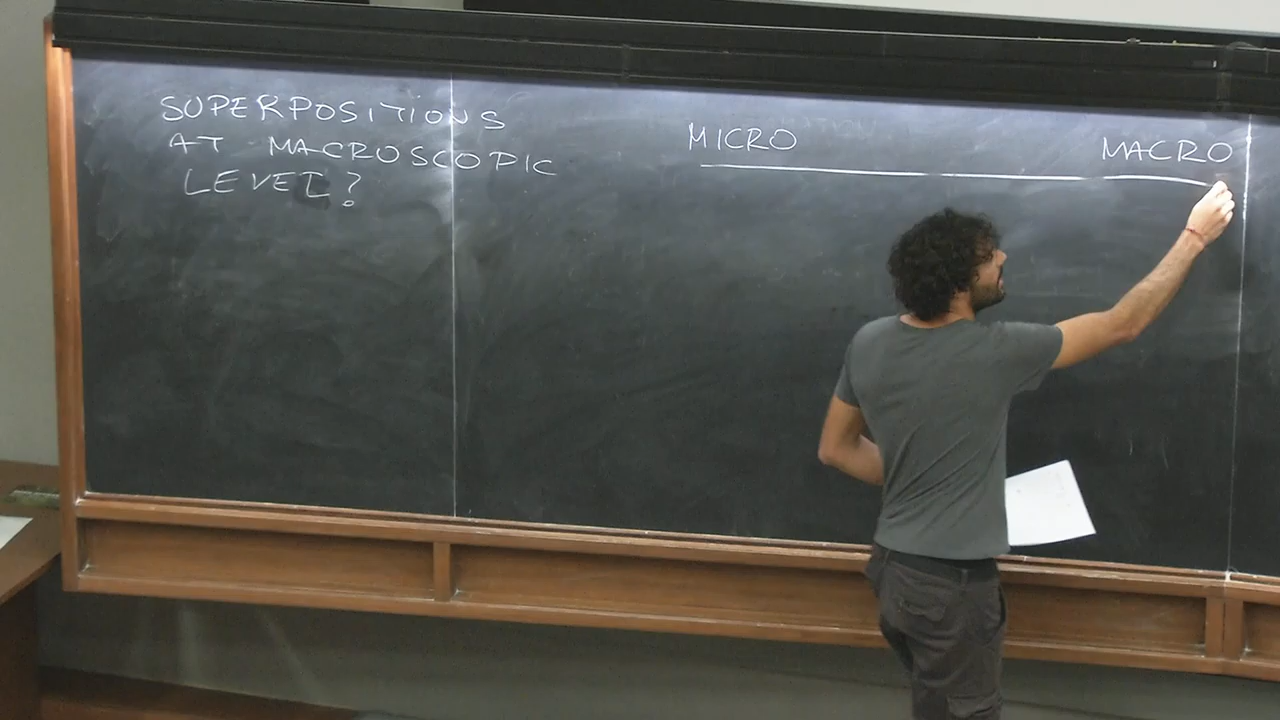 SUPERPOSITIONS
AT MACROSCOPIC
LEVEL?
MICRO
MACRO